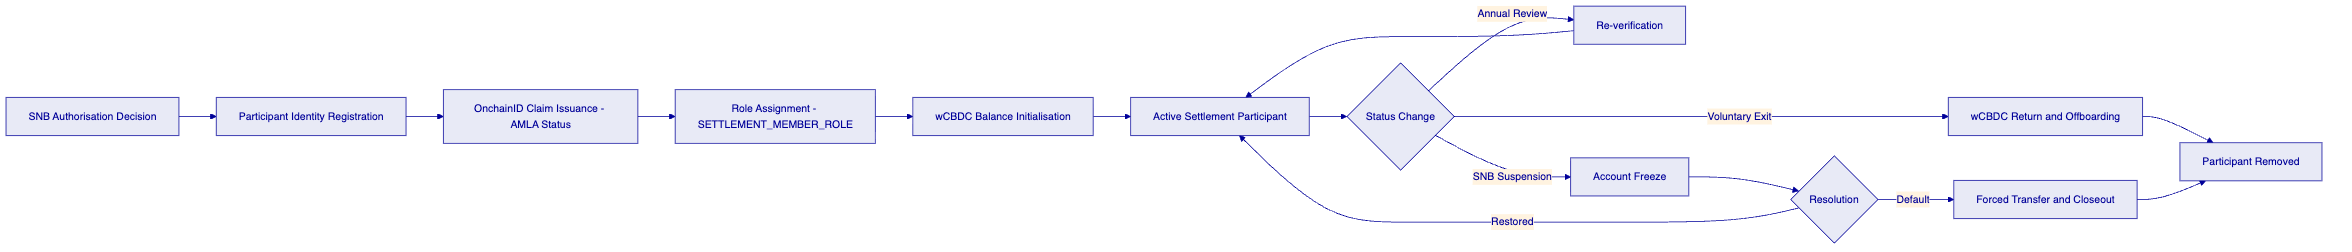 SNB Authorisation Decision
Participant Identity Registration
OnchainID Claim Issuance -
AMLA Status
Role Assignment -
SETTLEMENT_MEMBER_ROLE
wCBDC Balance Initialisation
Active Settlement Participant
Status Change
Annual Review
Re-verification
Voluntary Exit
wCBDC Return and Offboarding
SNB Suspension
Account Freeze
Resolution
Restored
Default
Forced Transfer and Closeout
Participant Removed